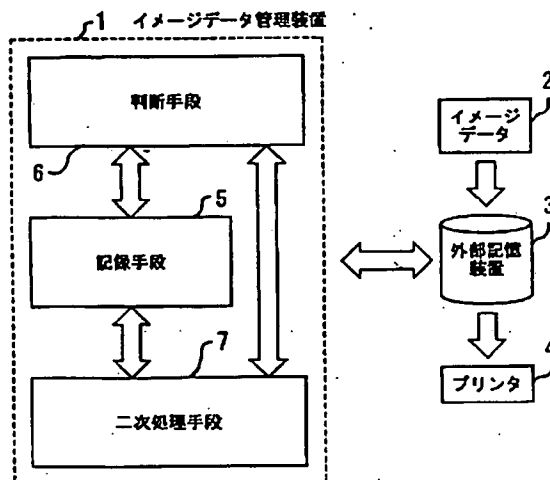 1 イメージデータ管理装置
判断手段
6
5
記像手段
7
二次処理手段
2
イメージ
データ
3
外部記憶
装置
4
プリンタ